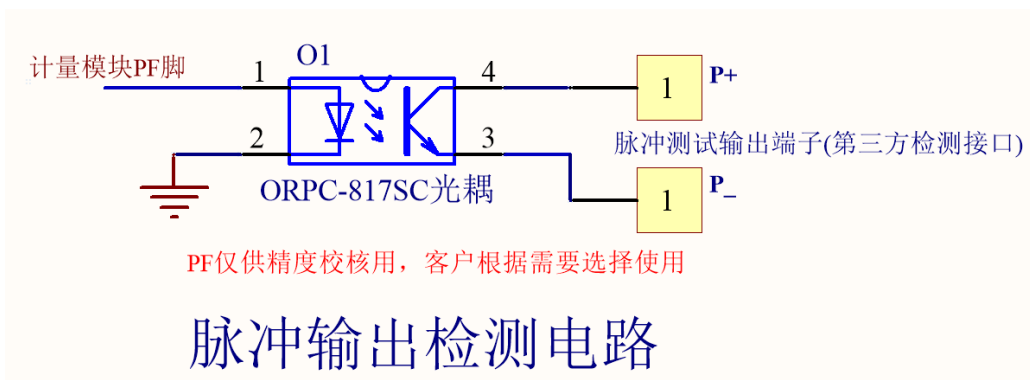 计量模块PF脚
O1
1
4
1
P+
2
3
脉冲测试输出端子(第三方检测接口)
ORPC-817SC光耦
1
P_
PF仅供精度校核用，客户根据需要选择使用
脉冲输出检测电路